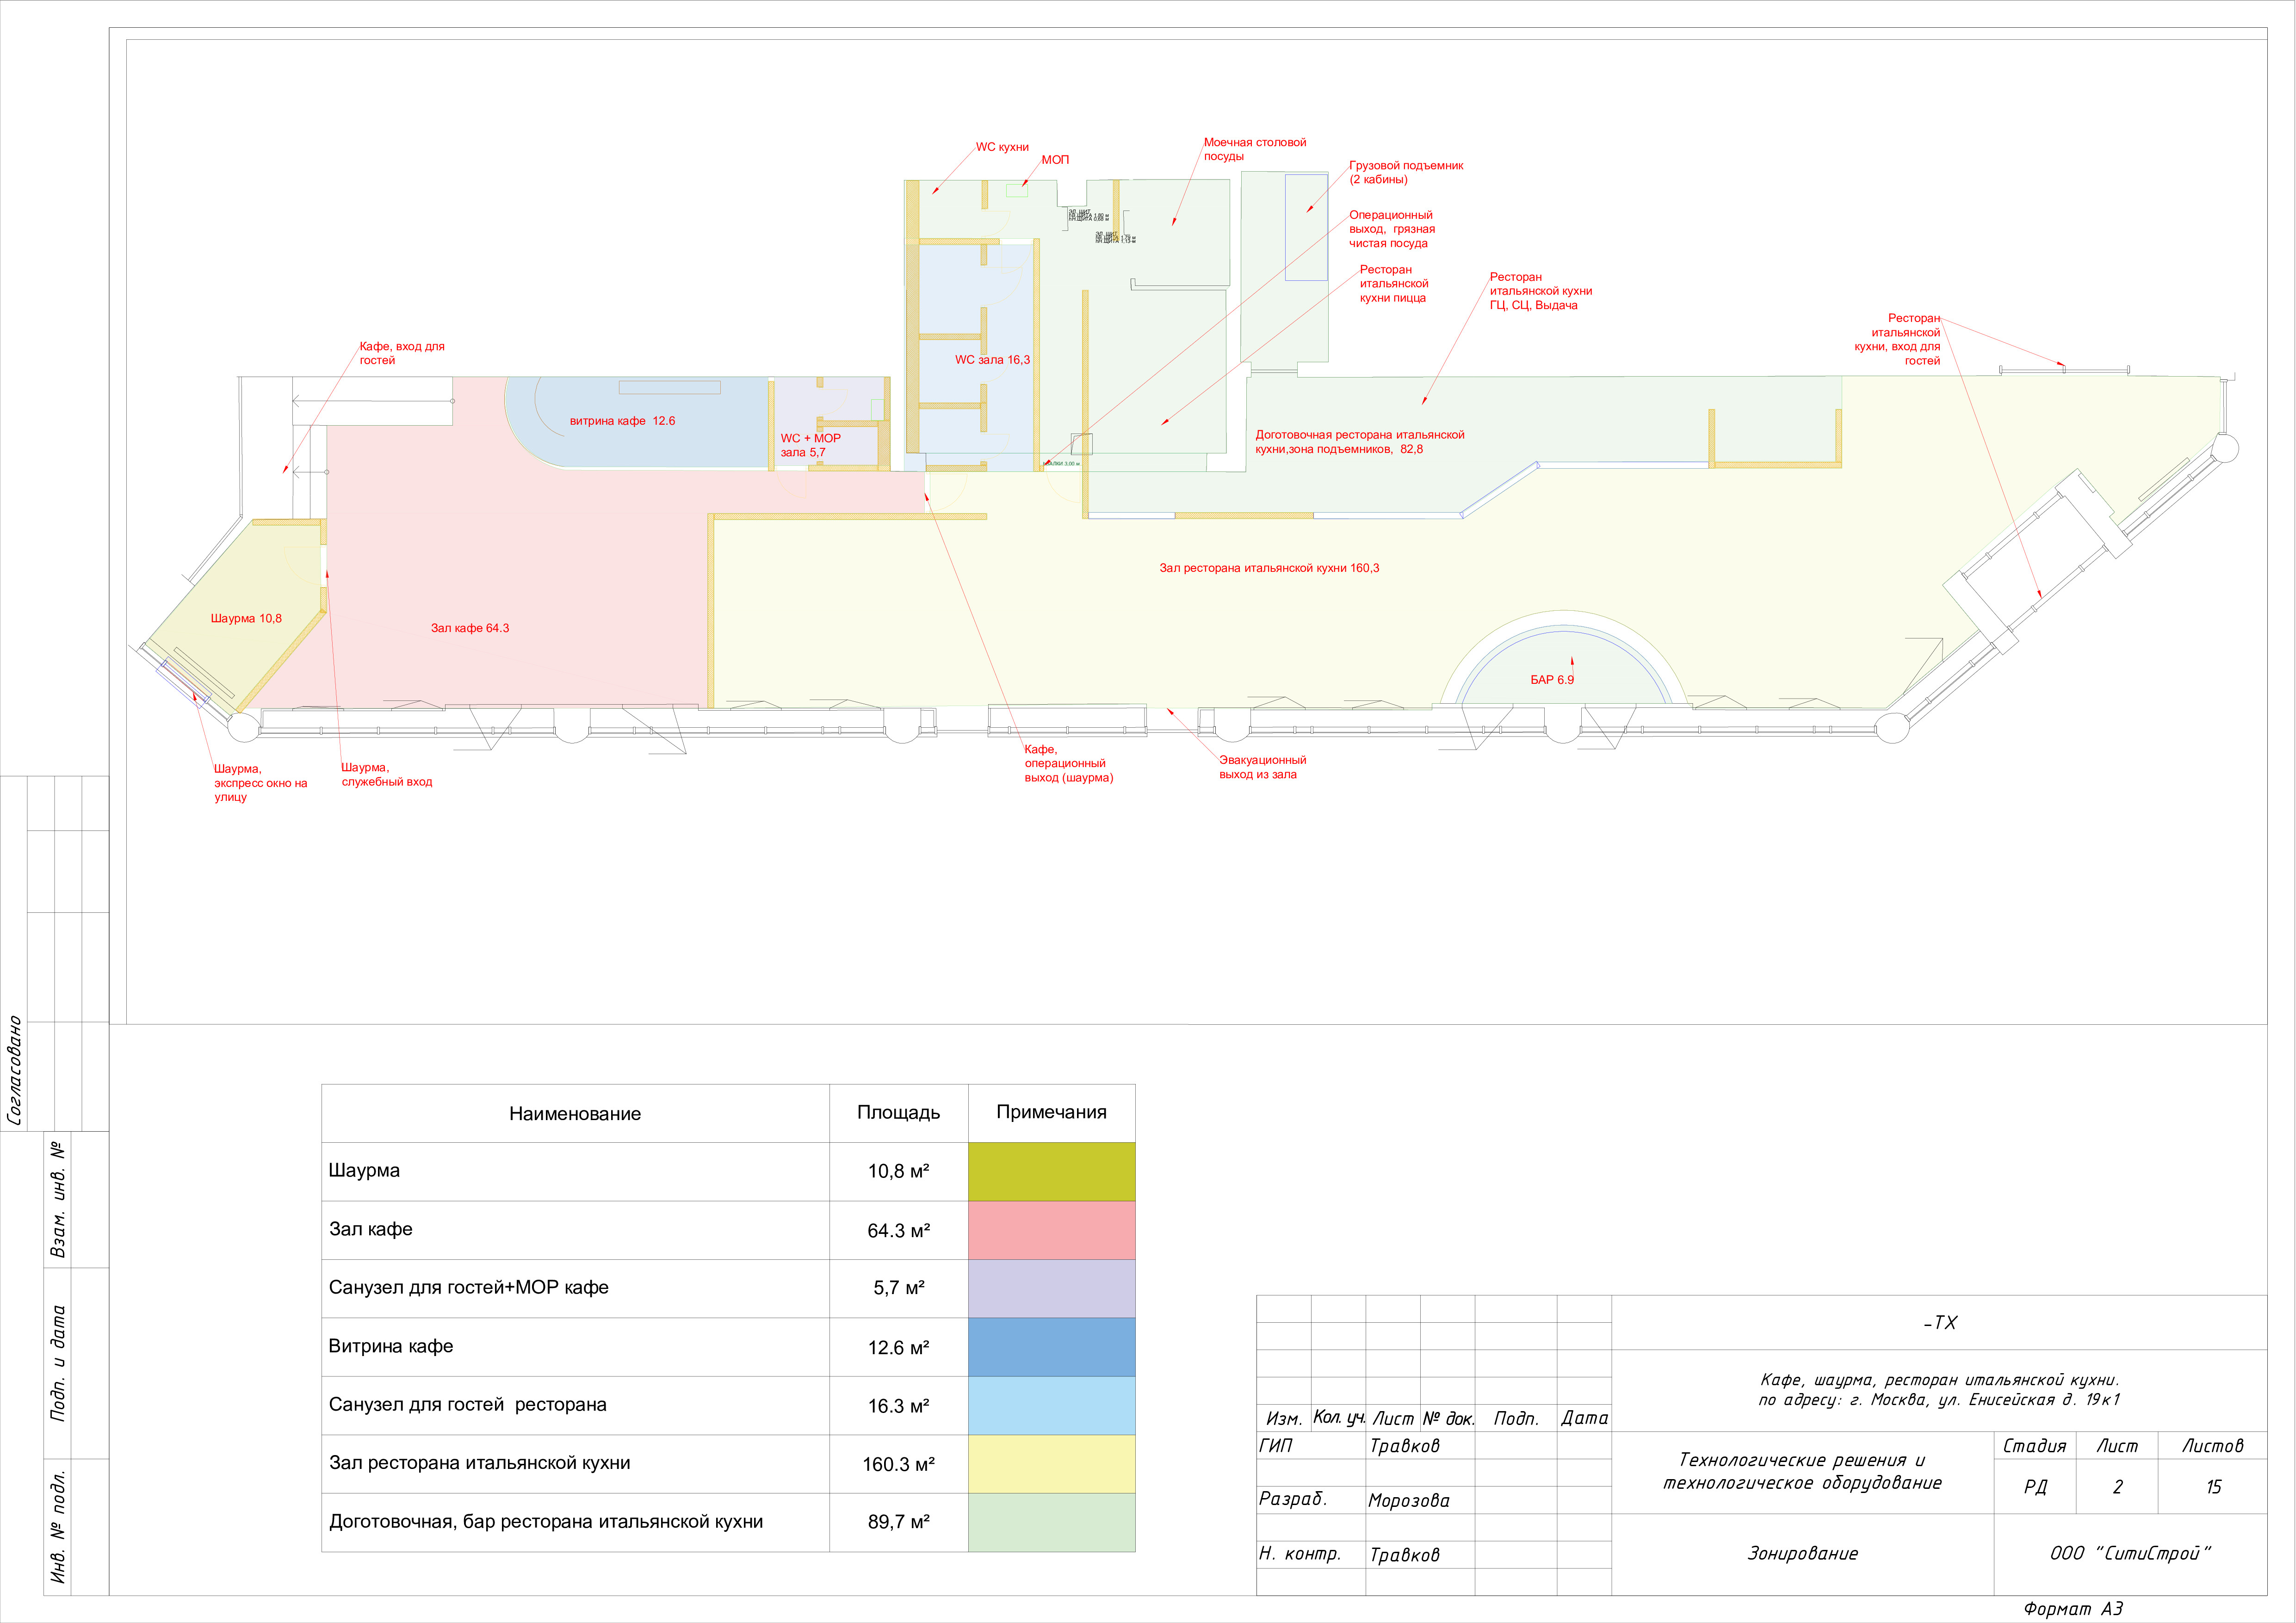 WC кухни
МОП
Моечная столовой
посуды
Грузовой подъемник
(2 кабины)
Операционный
выход, грязная
чистая посуда
Ресторан
итальянской
кухни пицца
Ресторан
итальянской кухни
ГЦ, СЦ, Выдача
Ресторан
итальянской
кухни, вход для
гостей
Кафе, вход для
гостей
WC зала 16,3
витрина кафе 12.6
WC + МОР
зала 5,7
Доготовочная ресторана итальянской
кухни,зона подъемников, 82,8
Зал ресторана итальянской кухни 160,3
Шаурма 10,8
Зал кафе 64.3
БАР 6.9
Шаурма,
экспресс окно на
улицу
Шаурма,
служебный вход
Кафе,
операционный
выход (шаурма)
Эвакуационный
выход из зала
Согласовано
Взам. инв. №
Подп. и дата
Инв. № подл.
Наименование Площадь Примечания
Шаурма 10,8 м²
Зал кафе 64.3 м²
Санузел для гостей+МОР кафе 5,7 м²
Витрина кафе 12.6 м²
Санузел для гостей ресторана 16.3 м²
Зал ресторана итальянской кухни 160.3 м²
Доготовочная, бар ресторана итальянской кухни 89,7 м²
-ТХ
Кафе, шаурма, ресторан итальянской кухни.
по адресу: г. Москва, ул. Енисейская д. 19к1
Изм. Кол. уч. Лист № док. Подп. Дата
ГИП Травков
Разраб. Морозова
Н. контр. Травков
Технологические решения и
технологическое оборудование
Стадия Лист Листов
РД 2 15
Зонирование
ООО "СитиСтрой"
Формат А3